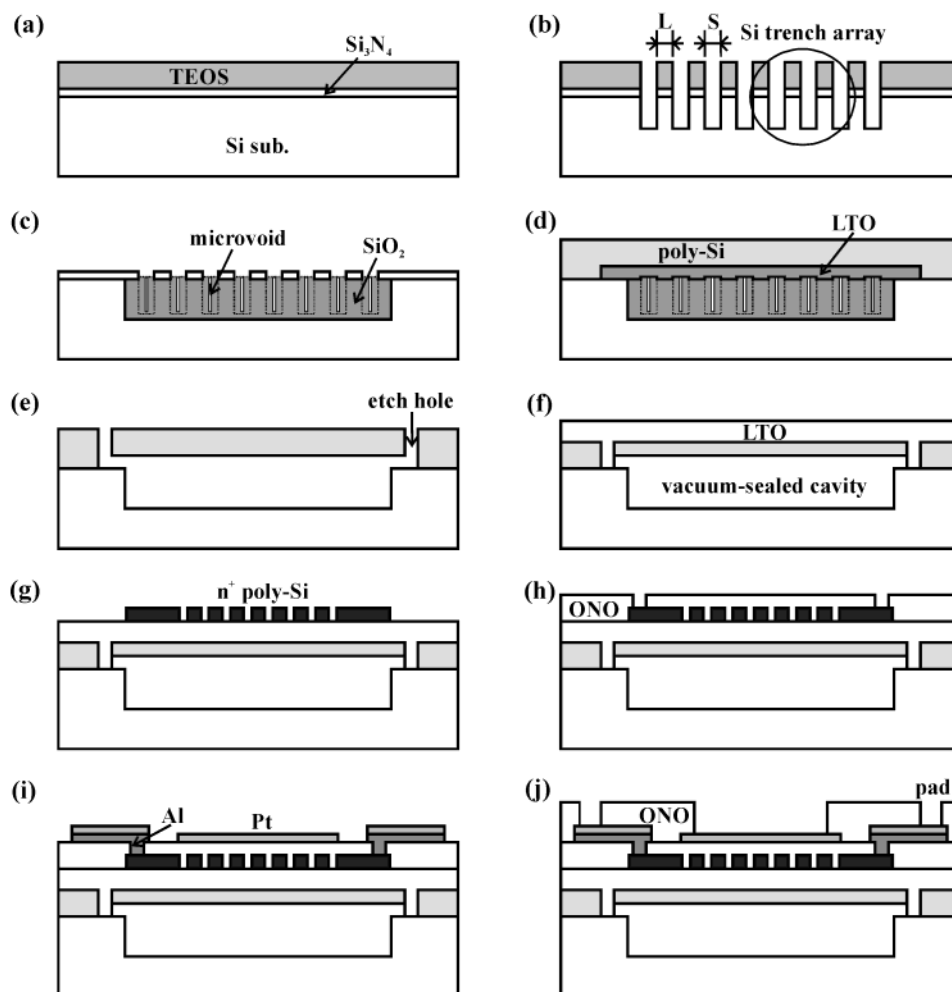 (a)
Si₃N₄
TEOS
Si sub.
(b)
L
S
Si trench array
(c)
microvoid
SiO₂
(d)
LTO
poly-Si
(e)
etch hole
(f)
LTO
vacuum-sealed cavity
(g)
n⁺ poly-Si
(h)
ONO
(i)
Al
Pt
(j)
pad
ONO